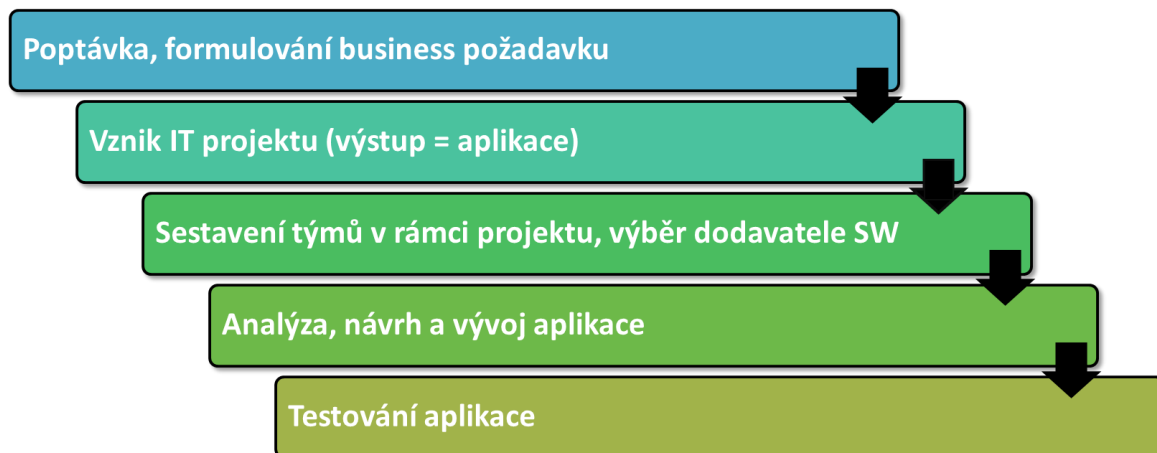 Poptávka, formulování business požadavku
Vznik IT projektu (výstup = aplikace)
Sestavení týmů v rámci projektu, výběr dodavatele SW
Analýza, návrh a vývoj aplikace
Testování aplikace